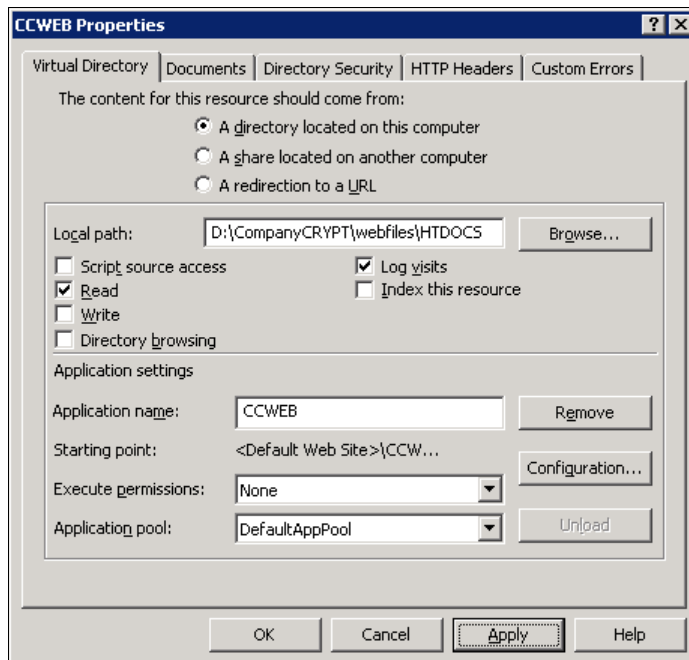 CCWEB Properties
Virtual Directory Documents Directory Security HTTP Headers Custom Errors
The content for this resource should come from:
A directory located on this computer
A share located on another computer
A redirection to a URL
Local path: D:\CompanyCRYPT\webfiles\HTDOCS Browse...
Script source access Log visits
Read Index this resource
Write
Directory browsing
Application settings
Application name: CCWEB Remove
Starting point: <Default Web Site>\CCW...
Configuration...
Execute permissions: None
Application pool: DefaultAppPool Unload
OK Cancel Apply Help